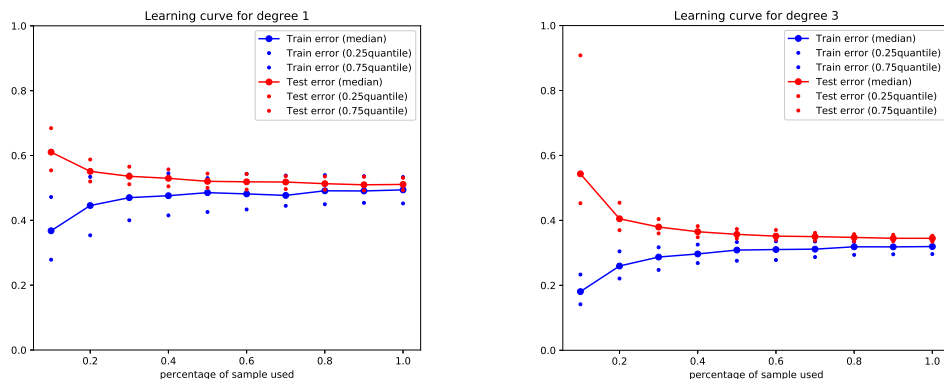 Learning curve for degree 1
1.0
0.8
0.6
0.4
0.2
0.0
Train error (median)
Train error (0.25quantile)
Train error (0.75quantile)
Test error (median)
Test error (0.25quantile)
Test error (0.75quantile)
0.2 0.4 0.6 0.8 1.0
percentage of sample used
Learning curve for degree 3
1.0
0.8
0.6
0.4
0.2
0.0
Train error (median)
Train error (0.25quantile)
Train error (0.75quantile)
Test error (median)
Test error (0.25quantile)
Test error (0.75quantile)
0.2 0.4 0.6 0.8 1.0
percentage of sample used